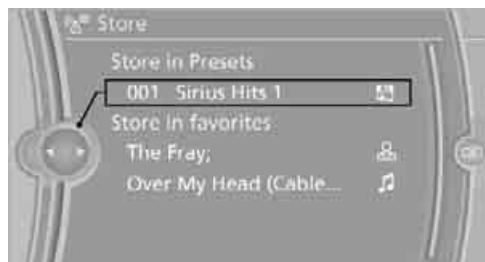 Store
Store in Presets
001 Sirius Hits 1
Store in favorites
The Fray;
Over My Head (Cable...